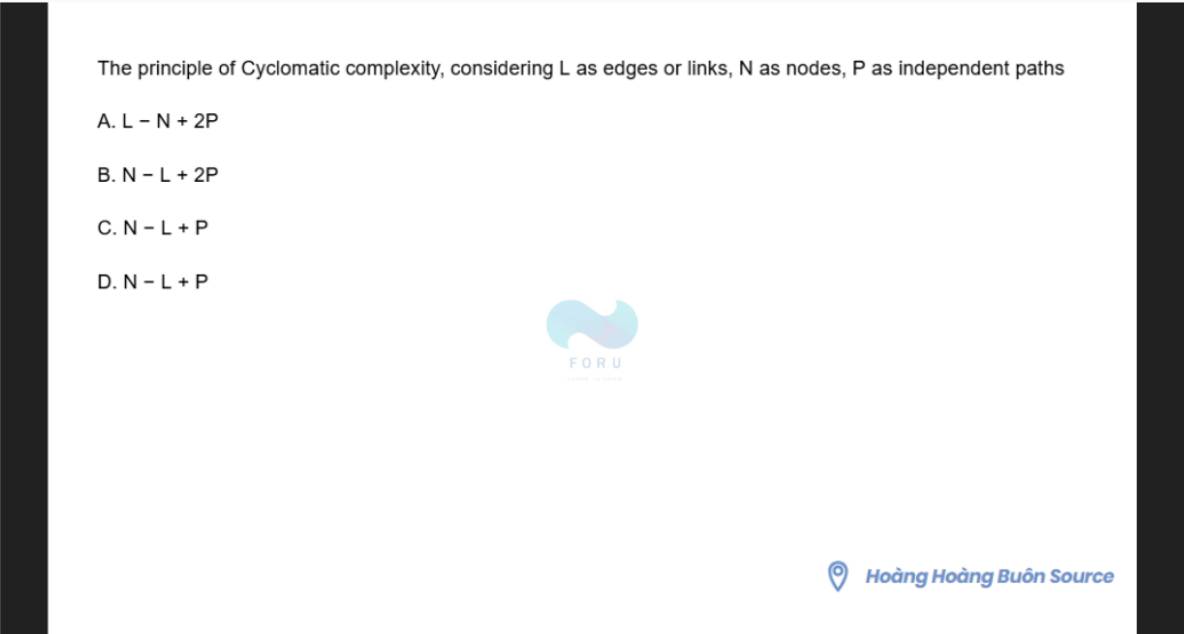 The principle of Cyclomatic complexity, considering L as edges or links, N as nodes, P as independent paths
A. L − N + 2P
B. N − L + 2P
C. N − L + P
D. N − L + P
FORU
Hoàng Hoàng Buôn Source